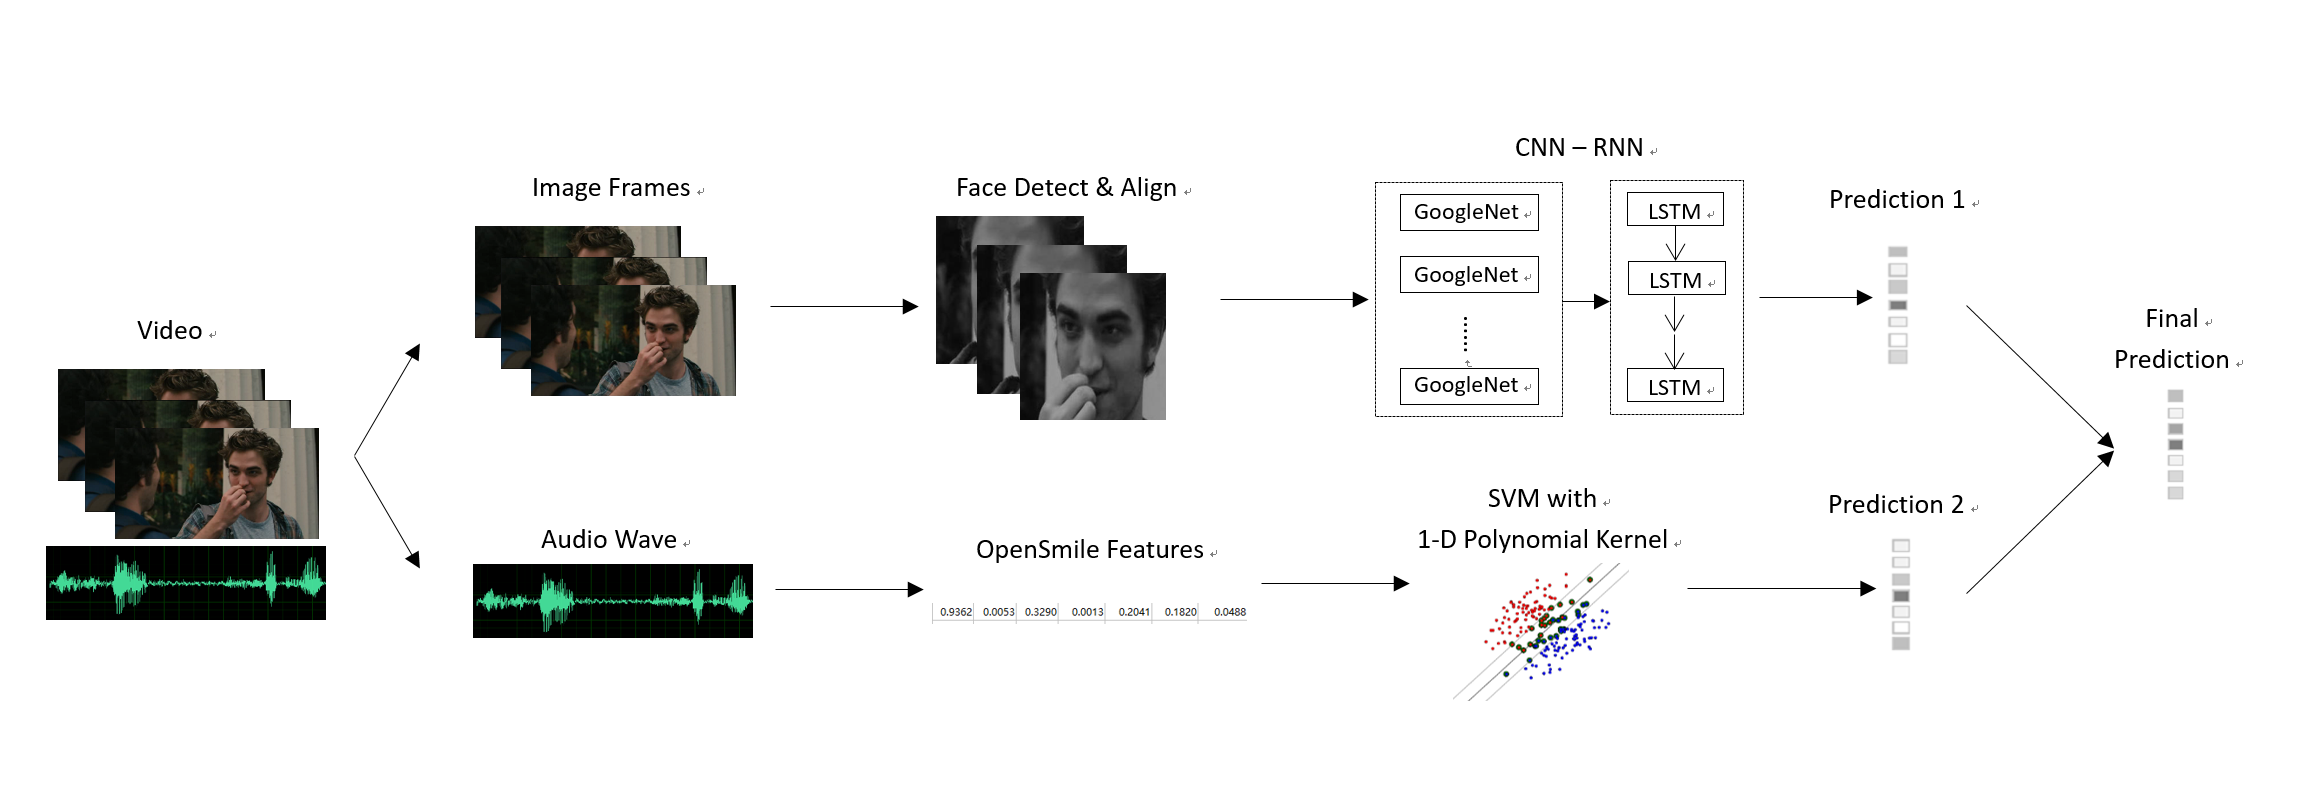 Video
Image Frames
Face Detect & Align
CNN – RNN
GoogleNet
GoogleNet
GoogleNet
LSTM
LSTM
LSTM
Prediction 1
Audio Wave
OpenSmile Features
0.9362 0.0053 0.3290 0.0013 0.2041 0.1820 0.0488
SVM with
1-D Polynomial Kernel
Prediction 2
Final
Prediction